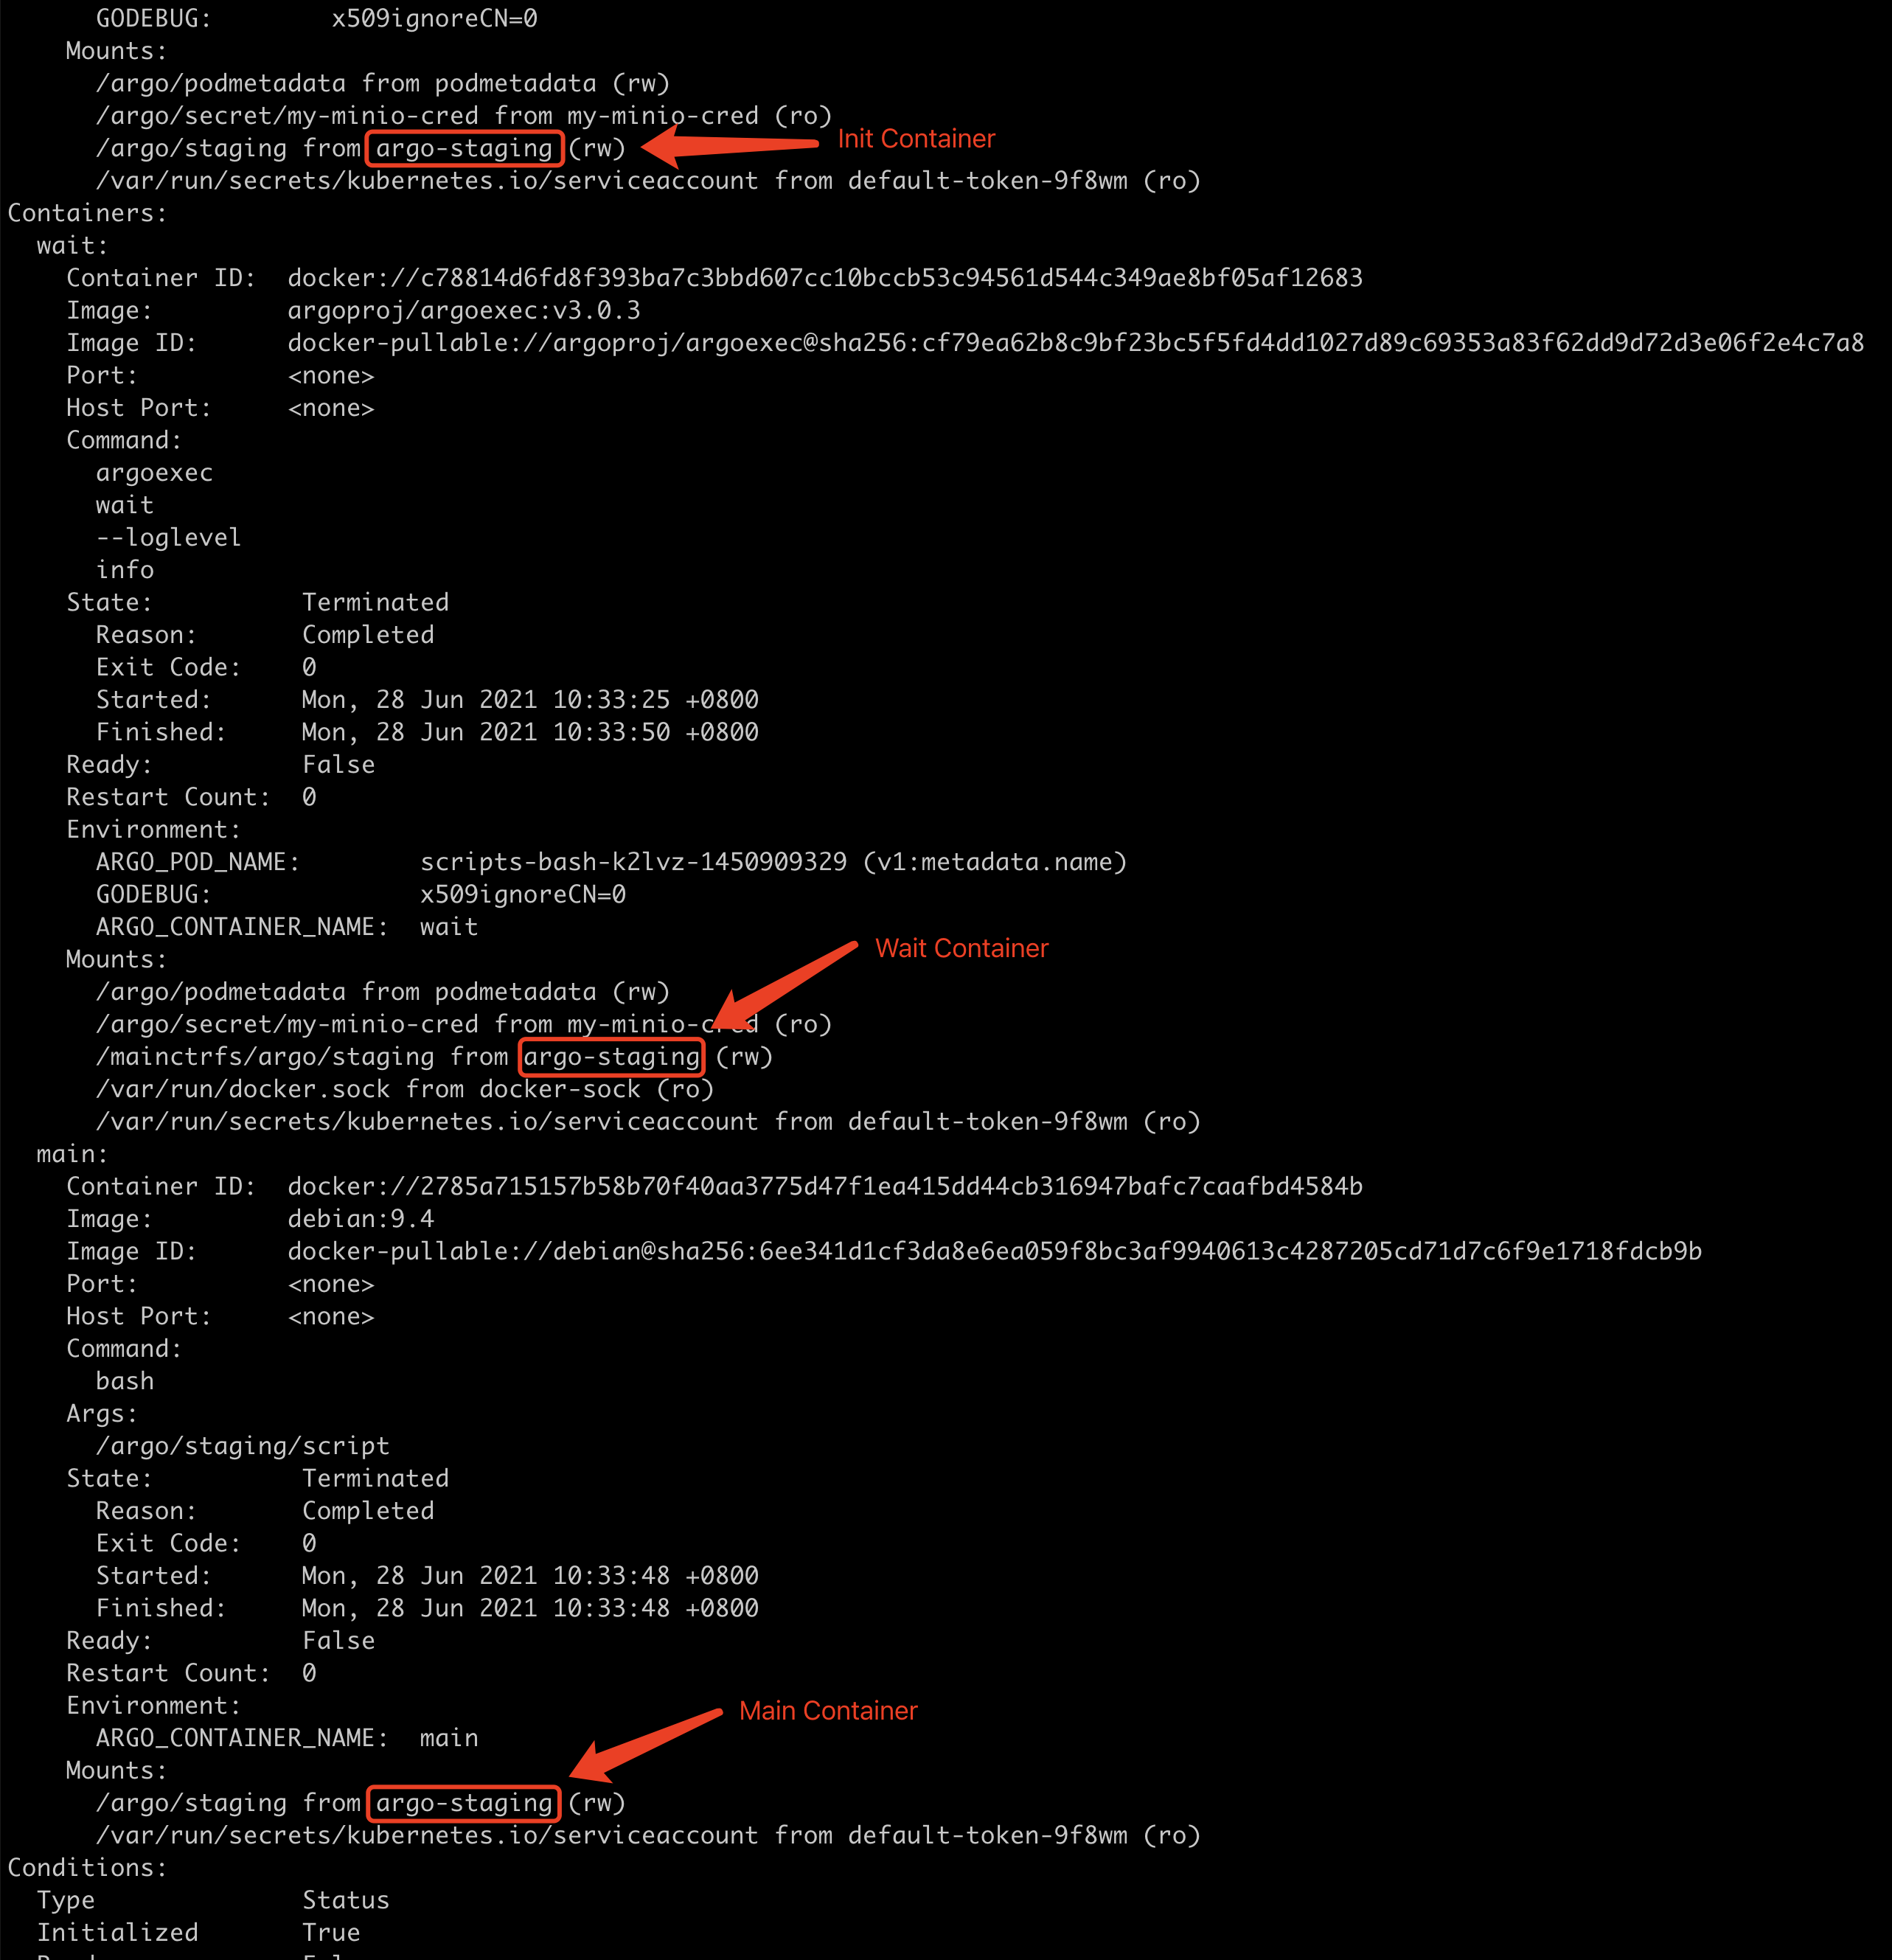 GODEBUG: x509ignoreCN=0
Mounts:
/argo/podmetadata from podmetadata (rw)
/argo/secret/my-minio-cred from my-minio-cred (ro)
/argo/staging from argo-staging (rw) Init Container
/var/run/secrets/kubernetes.io/serviceaccount from default-token-9f8wm (ro)
Containers:
wait:
Container ID: docker://c78814d6fd8f393ba7c3bbd607cc10bccb53c94561d544c349ae8bf05af12683
Image: argoproj/argoexec:v3.0.3
Image ID: docker-pullable://argoproj/argoexec@sha256:cf79ea62b8c9bf23bc5f5fd4dd1027d89c69353a83f62dd9d72d3e06f2e4c7a8
Port: <none>
Host Port: <none>
Command:
argoexec
wait
--loglevel
info
State: Terminated
Reason: Completed
Exit Code: 0
Started: Mon, 28 Jun 2021 10:33:25 +0800
Finished: Mon, 28 Jun 2021 10:33:50 +0800
Ready: False
Restart Count: 0
Environment:
ARGO_POD_NAME: scripts-bash-k2lvz-1450909329 (v1:metadata.name)
GODEBUG: x509ignoreCN=0
ARGO_CONTAINER_NAME: wait
Wait Container
Mounts:
/argo/podmetadata from podmetadata (rw)
/argo/secret/my-minio-cred from my-minio-cred (ro)
/mainctrfs/argo/staging from argo-staging (rw)
/var/run/docker.sock from docker-sock (ro)
/var/run/secrets/kubernetes.io/serviceaccount from default-token-9f8wm (ro)
main:
Container ID: docker://2785a715157b58b70f40aa3775d47f1ea415dd44cb316947bafc7caafbd4584b
Image: debian:9.4
Image ID: docker-pullable://debian@sha256:6ee341d1cf3da8e6ea059f8bc3af9940613c4287205cd71d7c6f9e1718fdcb9b
Port: <none>
Host Port: <none>
Command:
bash
Args:
/argo/staging/script
State: Terminated
Reason: Completed
Exit Code: 0
Started: Mon, 28 Jun 2021 10:33:48 +0800
Finished: Mon, 28 Jun 2021 10:33:48 +0800
Ready: False
Restart Count: 0
Environment:
Main Container
ARGO_CONTAINER_NAME: main
Mounts:
/argo/staging from argo-staging (rw)
/var/run/secrets/kubernetes.io/serviceaccount from default-token-9f8wm (ro)
Conditions:
Type Status
Initialized True